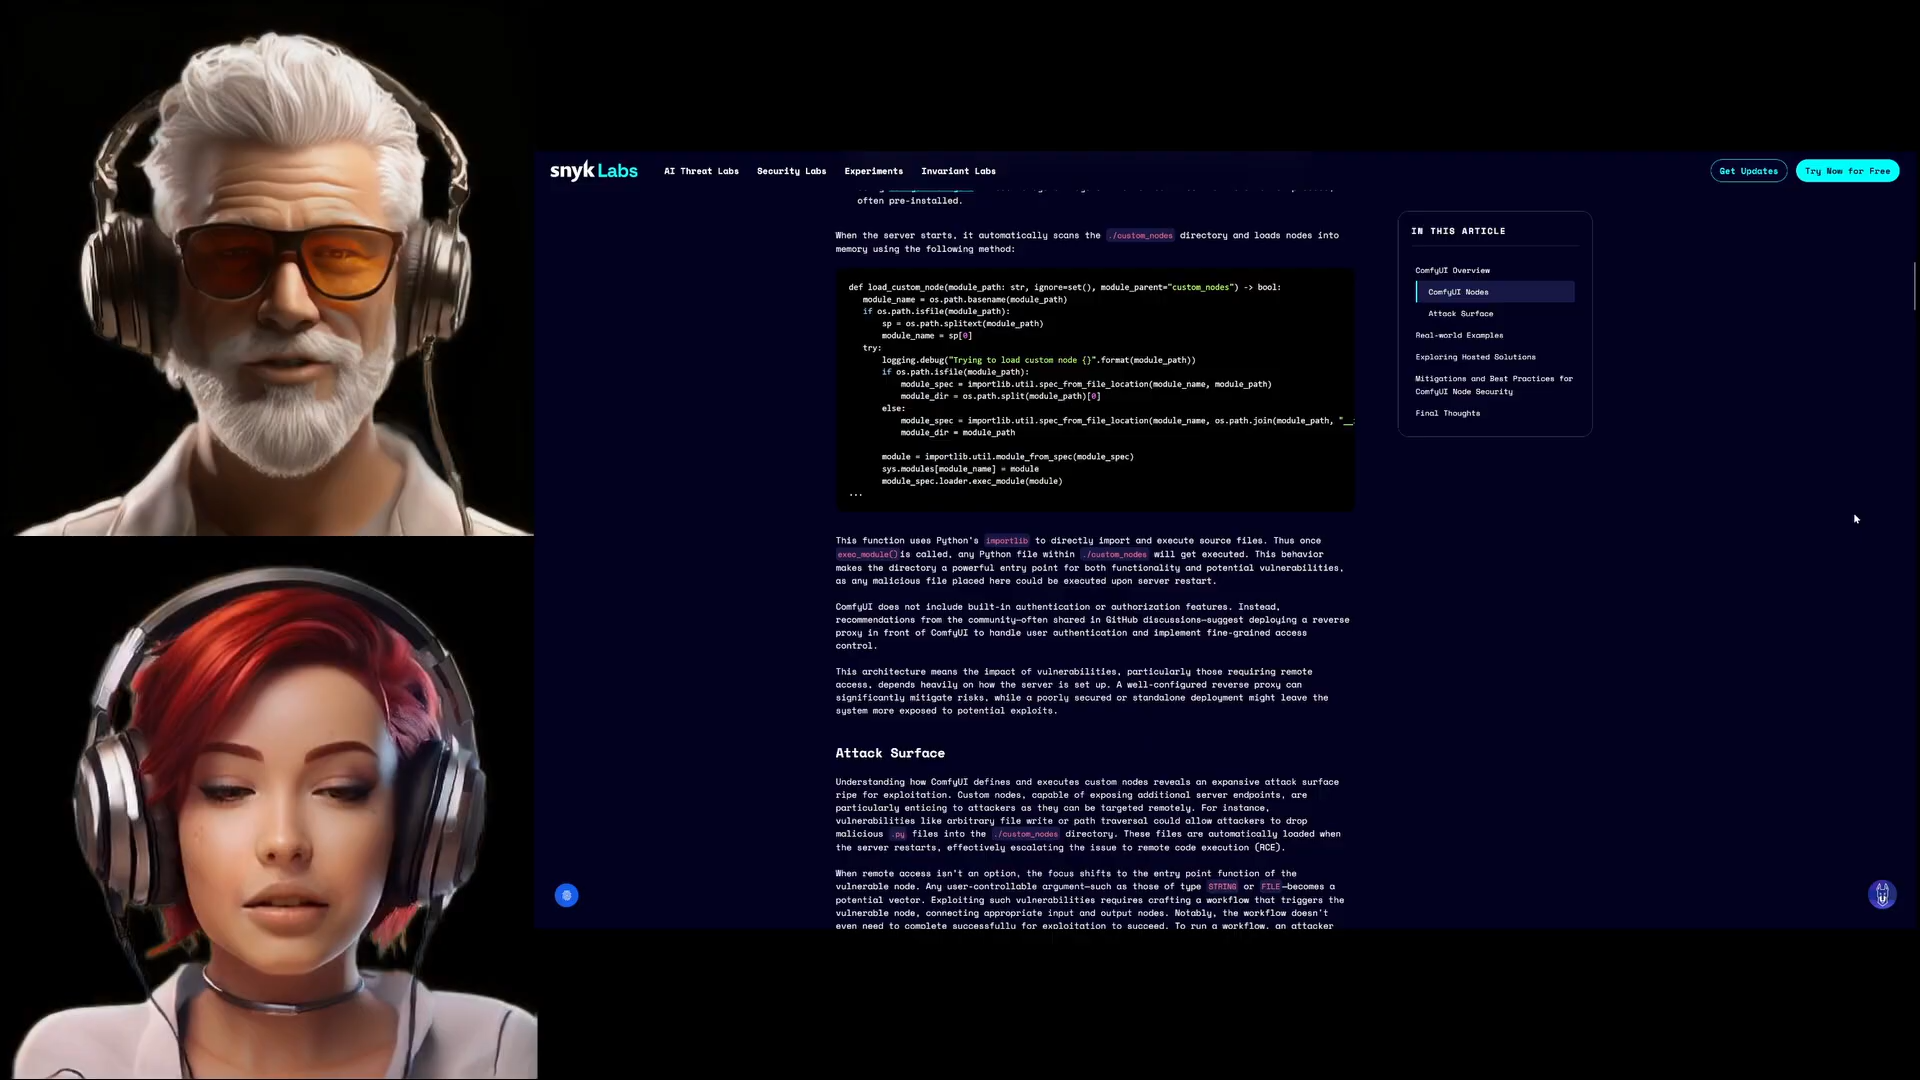 snyk Labs
AI Threat Labs
Security Labs
Experiments
Invariant Labs
Get Updates
Try Now for Free
often pre-installed.
When the server starts, it automatically scans the ./custom_nodes directory and loads nodes into
memory using the following method:
def load_custom_node(module_path: str, ignore=set(), module_parent="custom_nodes") -> bool:
module_name = os.path.basename(module_path)
if os.path.isfile(module_path):
sp = os.path.splitext(module_path)
module_name = sp[0]
try:
logging.debug("Trying to load custom node {}".format(module_path))
if os.path.isfile(module_path):
module_spec = importlib.util.spec_from_file_location(module_name, module_path)
module_dir = os.path.split(module_path)[0]
else:
module_spec = importlib.util.spec_from_file_location(module_name, os.path.join(module_path, "__
module_dir = module_path
module = importlib.util.module_from_spec(module_spec)
sys.modules[module_name] = module
module_spec.loader.exec_module(module)
...
This function uses Python's importlib to directly import and execute source files. Thus once
exec_module() is called, any Python file within ./custom_nodes will get executed. This behavior
makes the directory a powerful entry point for both functionality and potential vulnerabilities,
as any malicious file placed here could be executed upon server restart.
ComfyUI does not include built-in authentication or authorization features. Instead,
recommendations from the community—often shared in GitHub discussions—suggest deploying a reverse
proxy in front of ComfyUI to handle user authentication and implement fine-grained access
control.
This architecture means the impact of vulnerabilities, particularly those requiring remote
access, depends heavily on how the server is set up. A well-configured reverse proxy can
significantly mitigate risks, while a poorly secured or standalone deployment might leave the
system more exposed to potential exploits.
Attack Surface
Understanding how ComfyUI defines and executes custom nodes reveals an expansive attack surface
ripe for exploitation. Custom nodes, capable of exposing additional server endpoints, are
particularly enticing to attackers as they can be targeted remotely. For instance,
vulnerabilities like arbitrary file write or path traversal could allow attackers to drop
malicious .py files into the ./custom_nodes directory. These files are automatically loaded when
the server restarts, effectively escalating the issue to remote code execution (RCE).
When remote access isn't an option, the focus shifts to the entry point function of the
vulnerable node. Any user-controllable argument—such as those of type STRING or FILE—becomes a
potential vector. Exploiting such vulnerabilities requires crafting a workflow that triggers the
vulnerable node, connecting appropriate input and output nodes. Notably, the workflow doesn't
even need to complete successfully for exploitation to succeed. To run a workflow, an attacker
IN THIS ARTICLE
ComfyUI Overview
ComfyUI Nodes
Attack Surface
Real-world Examples
Exploring Hosted Solutions
Mitigations and Best Practices for
ComfyUI Node Security
Final Thoughts